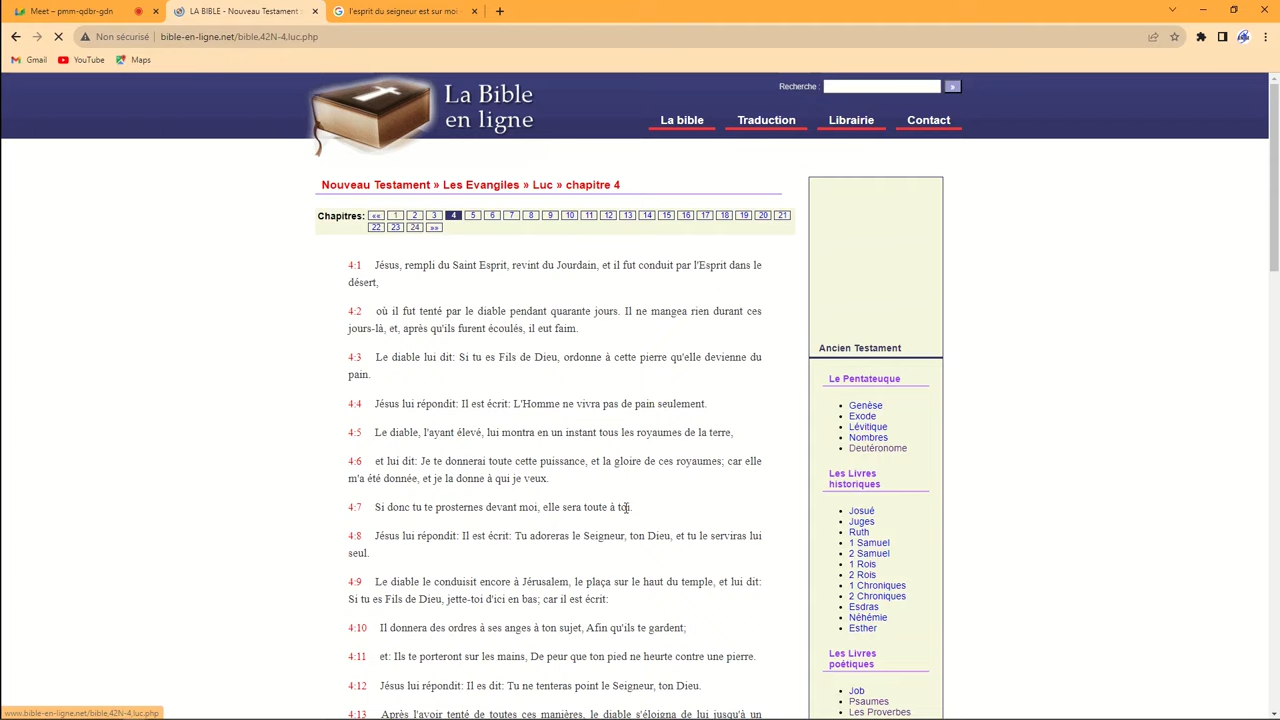 Meet – pmm-qdbr-gdn
LA BIBLE - Nouveau Testament
l'esprit du seigneur est sur moi
Non sécurisé
bible-en-ligne.net/bible,42N-4,luc.php
Gmail
YouTube
Maps
La Bible
en ligne
Recherche :
»
La bible
Traduction
Librairie
Contact
Nouveau Testament » Les Evangiles » Luc » chapitre 4
Chapitres: «« 1 2 3 4 5 6 7 8 9 10 11 12 13 14 15 16 17 18 19 20 21
22 23 24 »»
4:1 Jésus, rempli du Saint Esprit, revint du Jourdain, et il fut conduit par l'Esprit dans le
désert,
4:2 où il fut tenté par le diable pendant quarante jours. Il ne mangea rien durant ces
jours-là, et, après qu'ils furent écoulés, il eut faim.
4:3 Le diable lui dit: Si tu es Fils de Dieu, ordonne à cette pierre qu'elle devienne du
pain.
4:4 Jésus lui répondit: Il est écrit: L'Homme ne vivra pas de pain seulement.
4:5 Le diable, l'ayant élevé, lui montra en un instant tous les royaumes de la terre,
4:6 et lui dit: Je te donnerai toute cette puissance, et la gloire de ces royaumes; car elle
m'a été donnée, et je la donne à qui je veux.
4:7 Si donc tu te prosternes devant moi, elle sera toute à toi.
4:8 Jésus lui répondit: Il est écrit: Tu adoreras le Seigneur, ton Dieu, et tu le serviras lui
seul.
4:9 Le diable le conduisit encore à Jérusalem, le plaça sur le haut du temple, et lui dit:
Si tu es Fils de Dieu, jette-toi d'ici en bas; car il est écrit:
4:10 Il donnera des ordres à ses anges à ton sujet, Afin qu'ils te gardent;
4:11 et: Ils te porteront sur les mains, De peur que ton pied ne heurte contre une pierre.
4:12 Jésus lui répondit: Il es dit: Tu ne tenteras point le Seigneur, ton Dieu.
4:13 Après l'avoir tenté de toutes ces manières, le diable s'éloigna de lui jusqu'à un
Ancien Testament
Le Pentateuque
Genèse
Exode
Lévitique
Nombres
Deutéronome
Les Livres
historiques
Josué
Juges
Ruth
1 Samuel
2 Samuel
1 Rois
2 Rois
1 Chroniques
2 Chroniques
Esdras
Néhémie
Esther
Les Livres
poétiques
Job
Psaumes
Les Proverbes
www.bible-en-ligne.net/bible,42N-4,luc.php